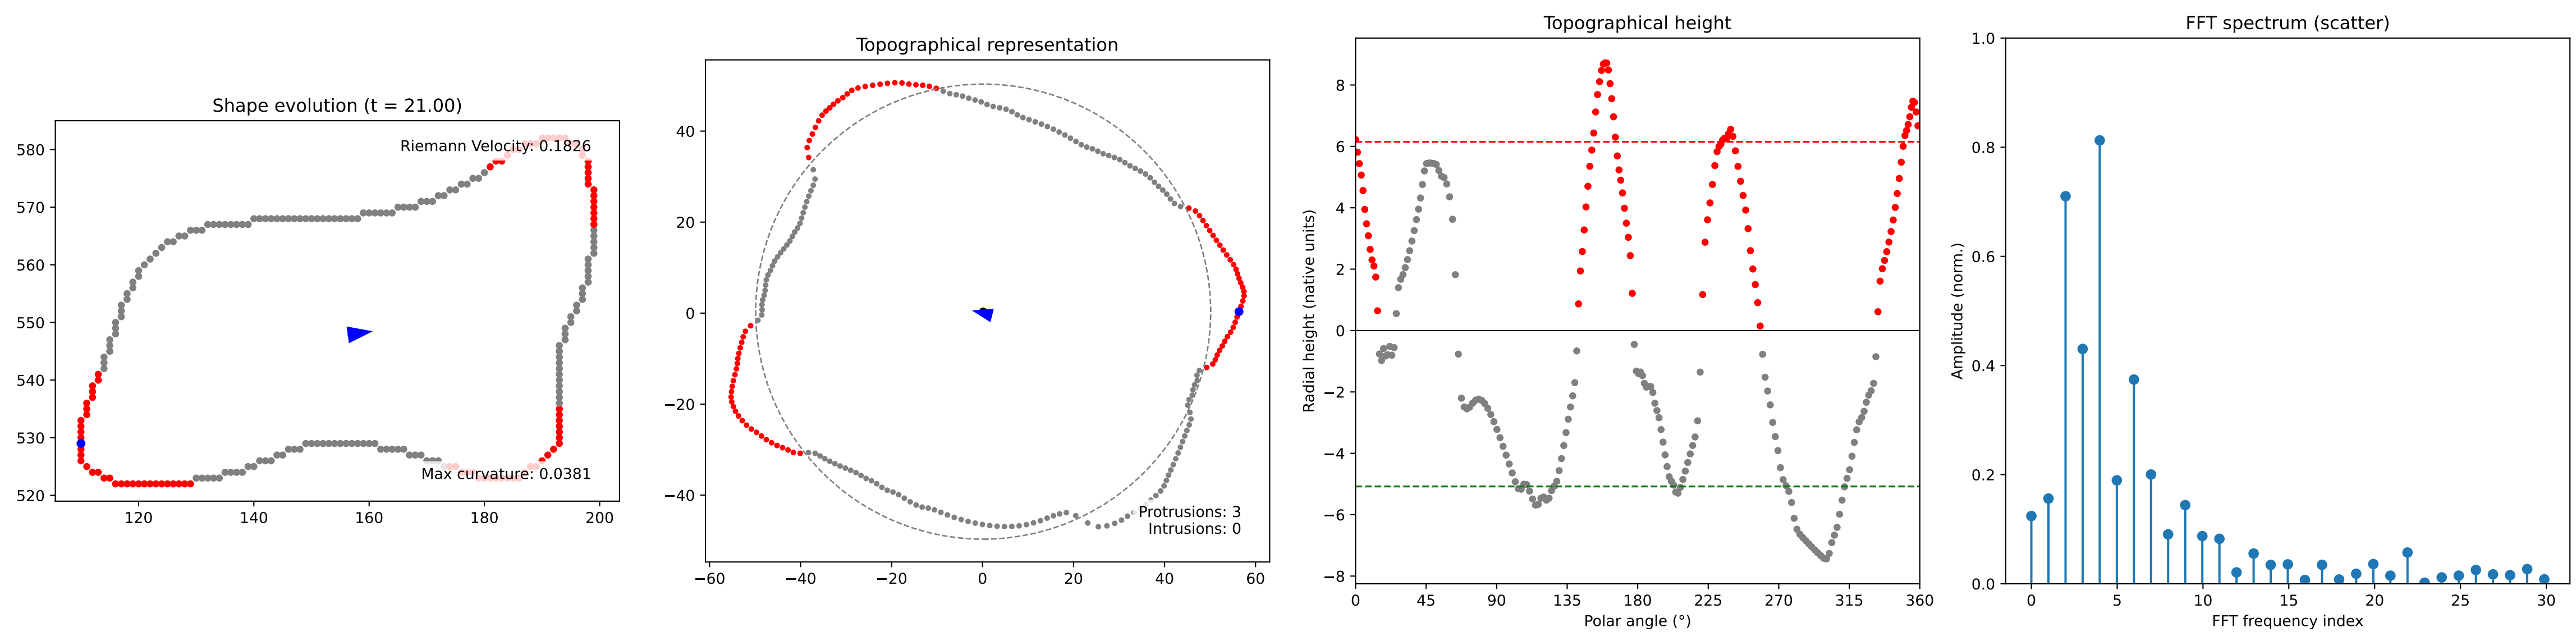 Shape evolution (t = 21.00)
Riemann Velocity: 0.1826
Max curvature: 0.0381
580
570
560
550
540
530
520
120 140 160 180 200
Topographical representation
40
20
0
−20
−40
Protrusions: 3
Intrusions: 0
−60 −40 −20 0 20 40 60
Topographical height
Radial height (native units)
8
6
4
2
0
−2
−4
−6
−8
0 45 90 135 180 225 270 315 360
Polar angle (°)
FFT spectrum (scatter)
Amplitude (norm.)
1.0
0.8
0.6
0.4
0.2
0.0
0 5 10 15 20 25 30
FFT frequency index